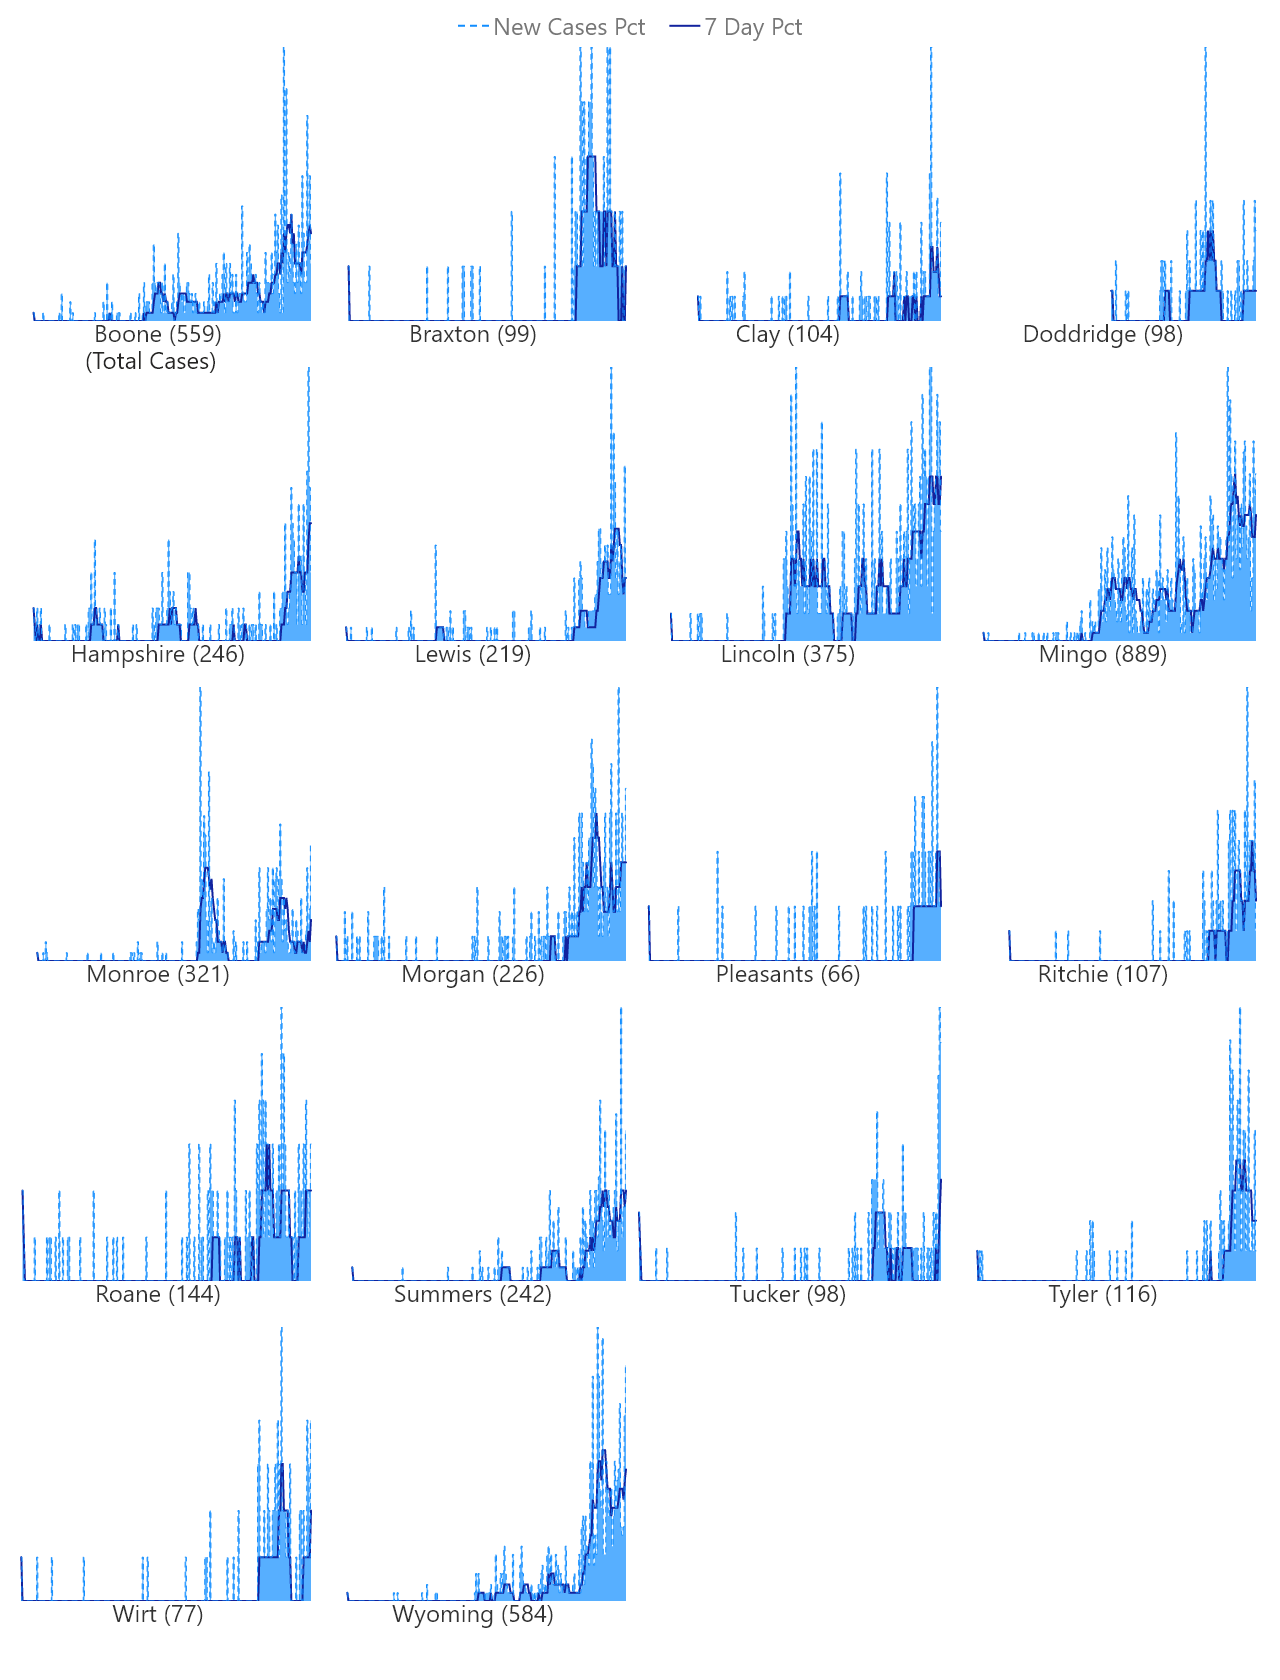 New Cases Pct 7 Day Pct
Boone (559) Braxton (99) Clay (104) Doddridge (98)
(Total Cases)
Hampshire (246) Lewis (219) Lincoln (375) Mingo (889)
Monroe (321) Morgan (226) Pleasants (66) Ritchie (107)
Roane (144) Summers (242) Tucker (98) Tyler (116)
Wirt (77) Wyoming (584)